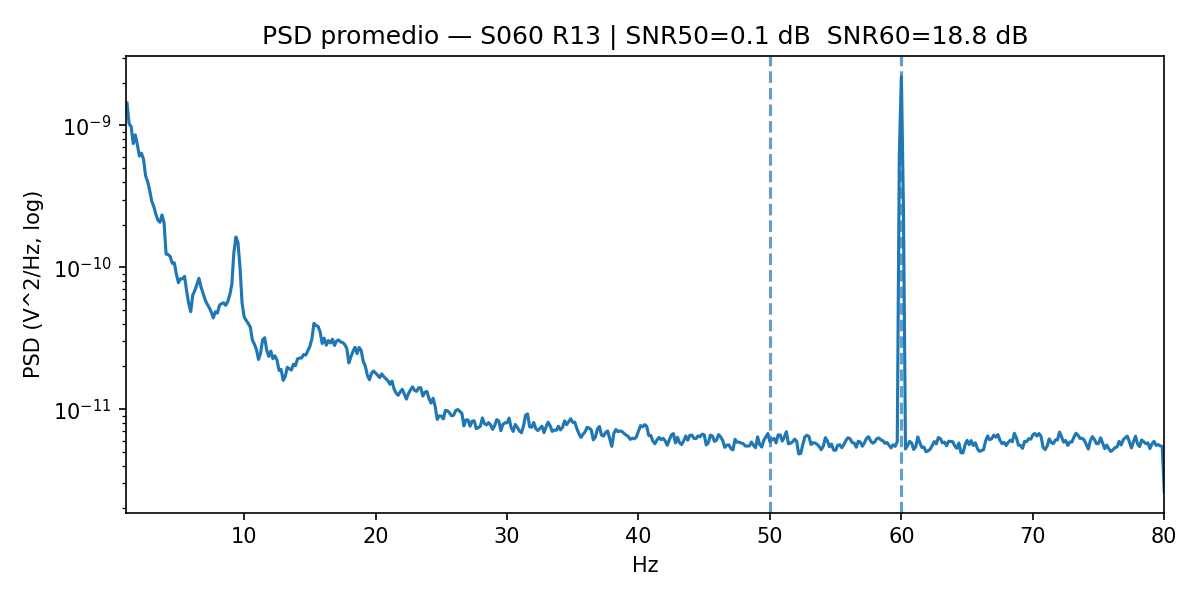 PSD promedio — S060 R13 | SNR50=0.1 dB  SNR60=18.8 dB
PSD (V^2/Hz, log)
10⁻⁹
10⁻¹⁰
10⁻¹¹
10 20 30 40 50 60 70 80
Hz